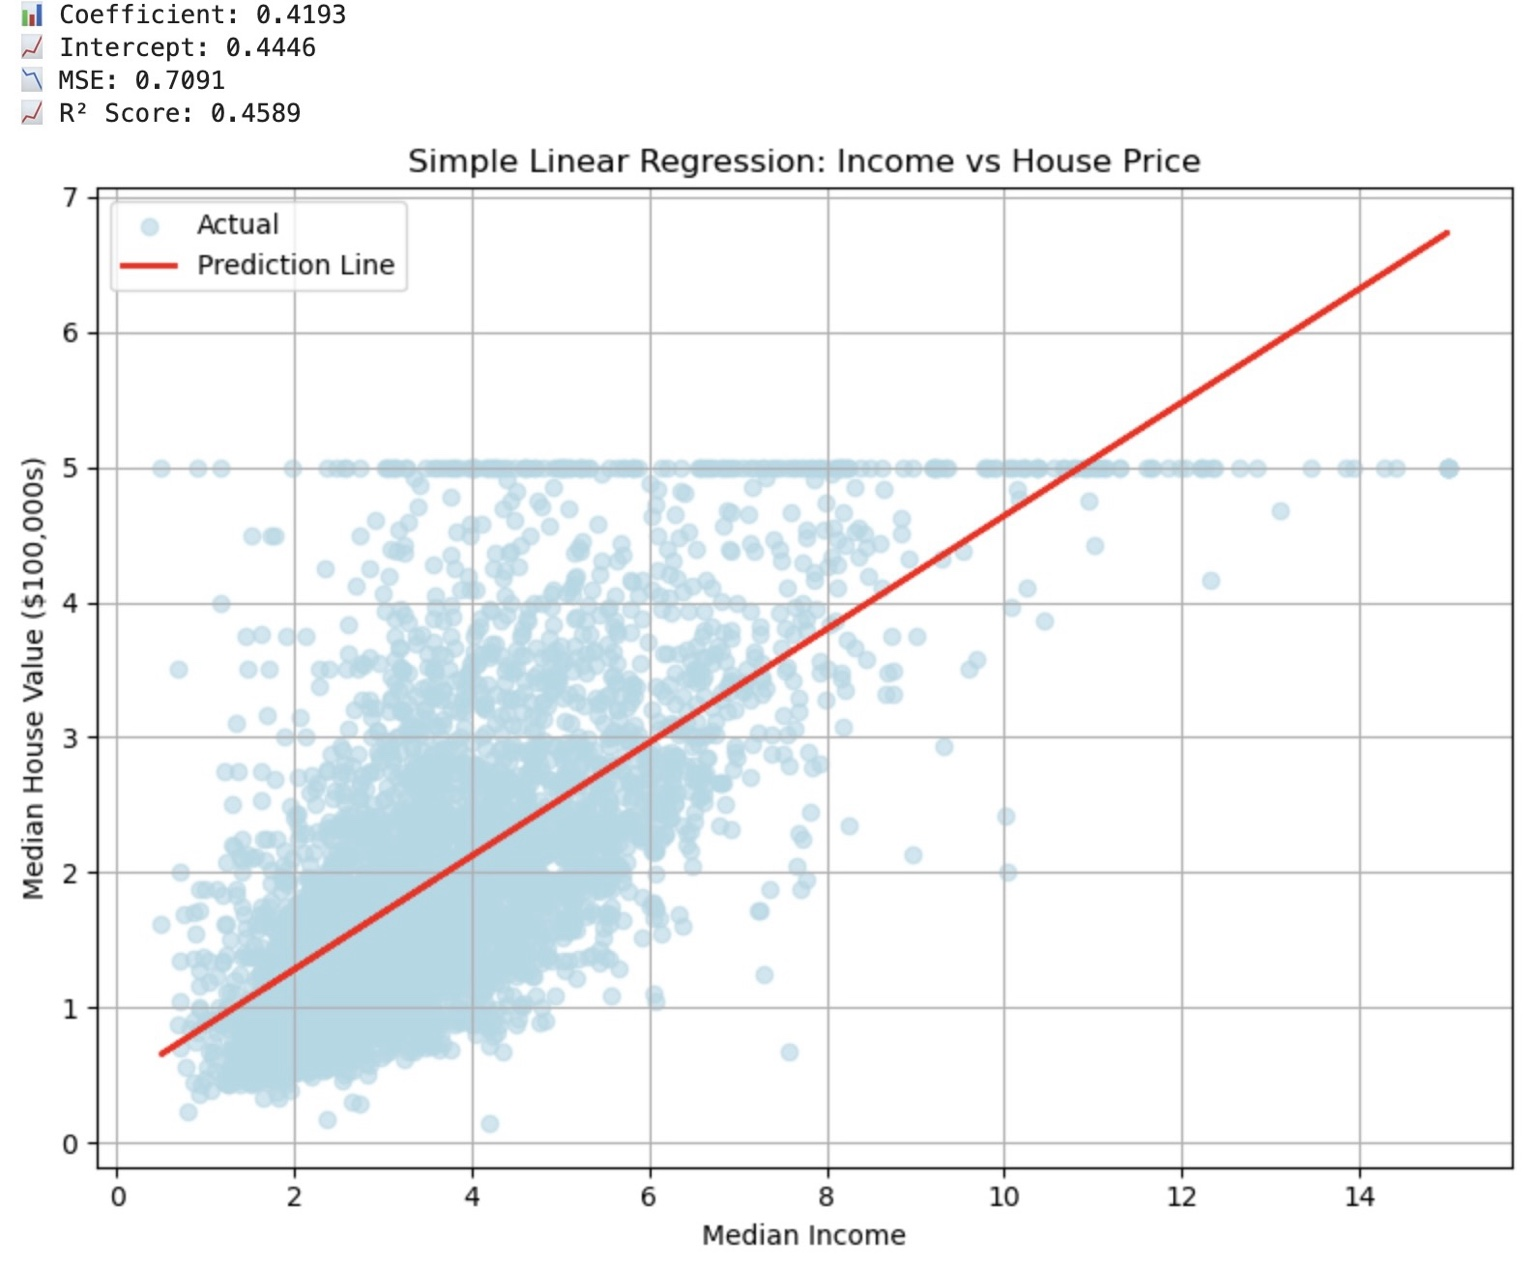 📊 Coefficient: 0.4193
📈 Intercept: 0.4446
📉 MSE: 0.7091
📈 R² Score: 0.4589
Simple Linear Regression: Income vs House Price
Actual
Prediction Line
Median House Value ($100,000s)
7
6
5
4
3
2
1
0
0 2 4 6 8 10 12 14
Median Income